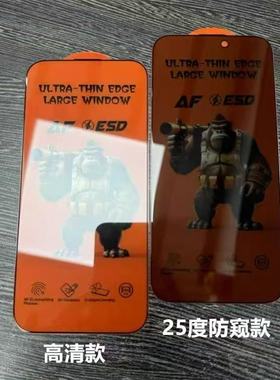 ULTRA-THIN EDGE
LARGE WINDOW
AF ESD
高清款
ULTRA-THIN EDGE
LARGE WINDOW
AF ESD
25度防窥款